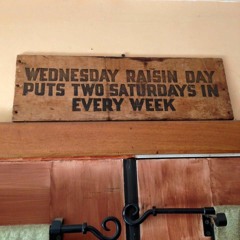 WEDNESDAY RAISIN DAY
PUTS TWO SATURDAYS IN
EVERY WEEK